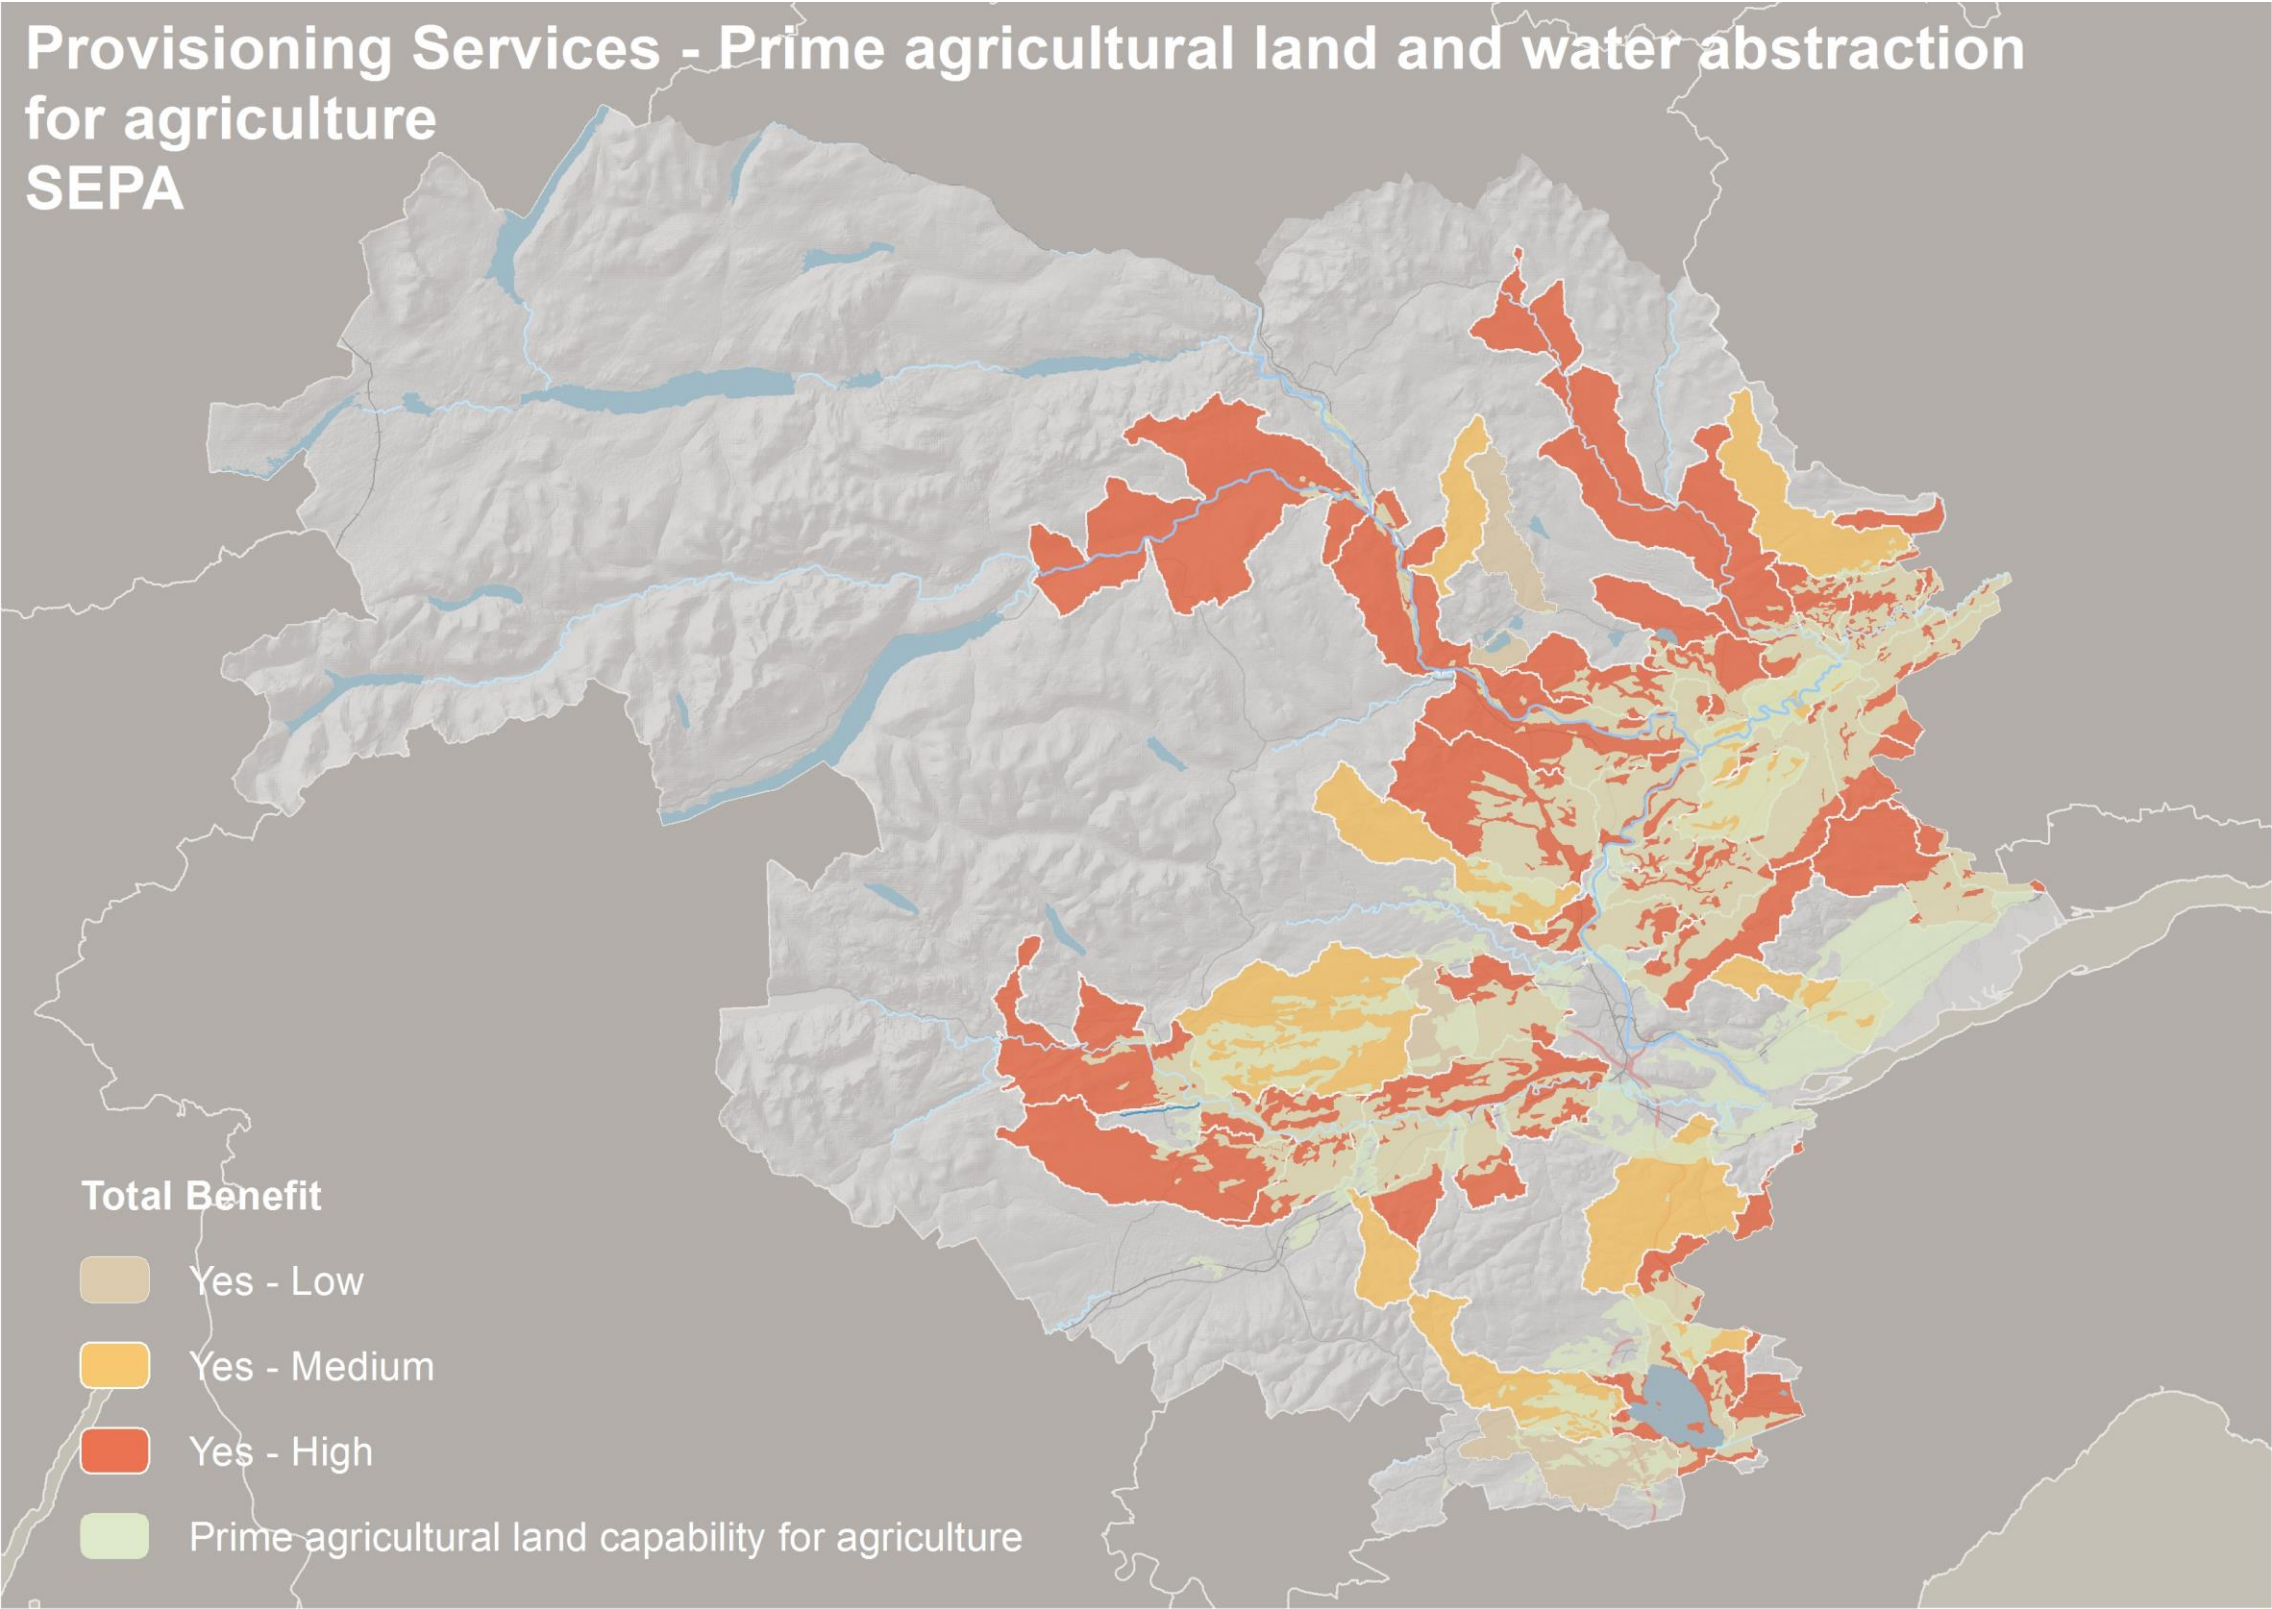 Provisioning Services - Prime agricultural land and water abstraction
for agriculture
SEPA
Total Benefit
Yes - Low
Yes - Medium
Yes - High
Prime agricultural land capability for agriculture